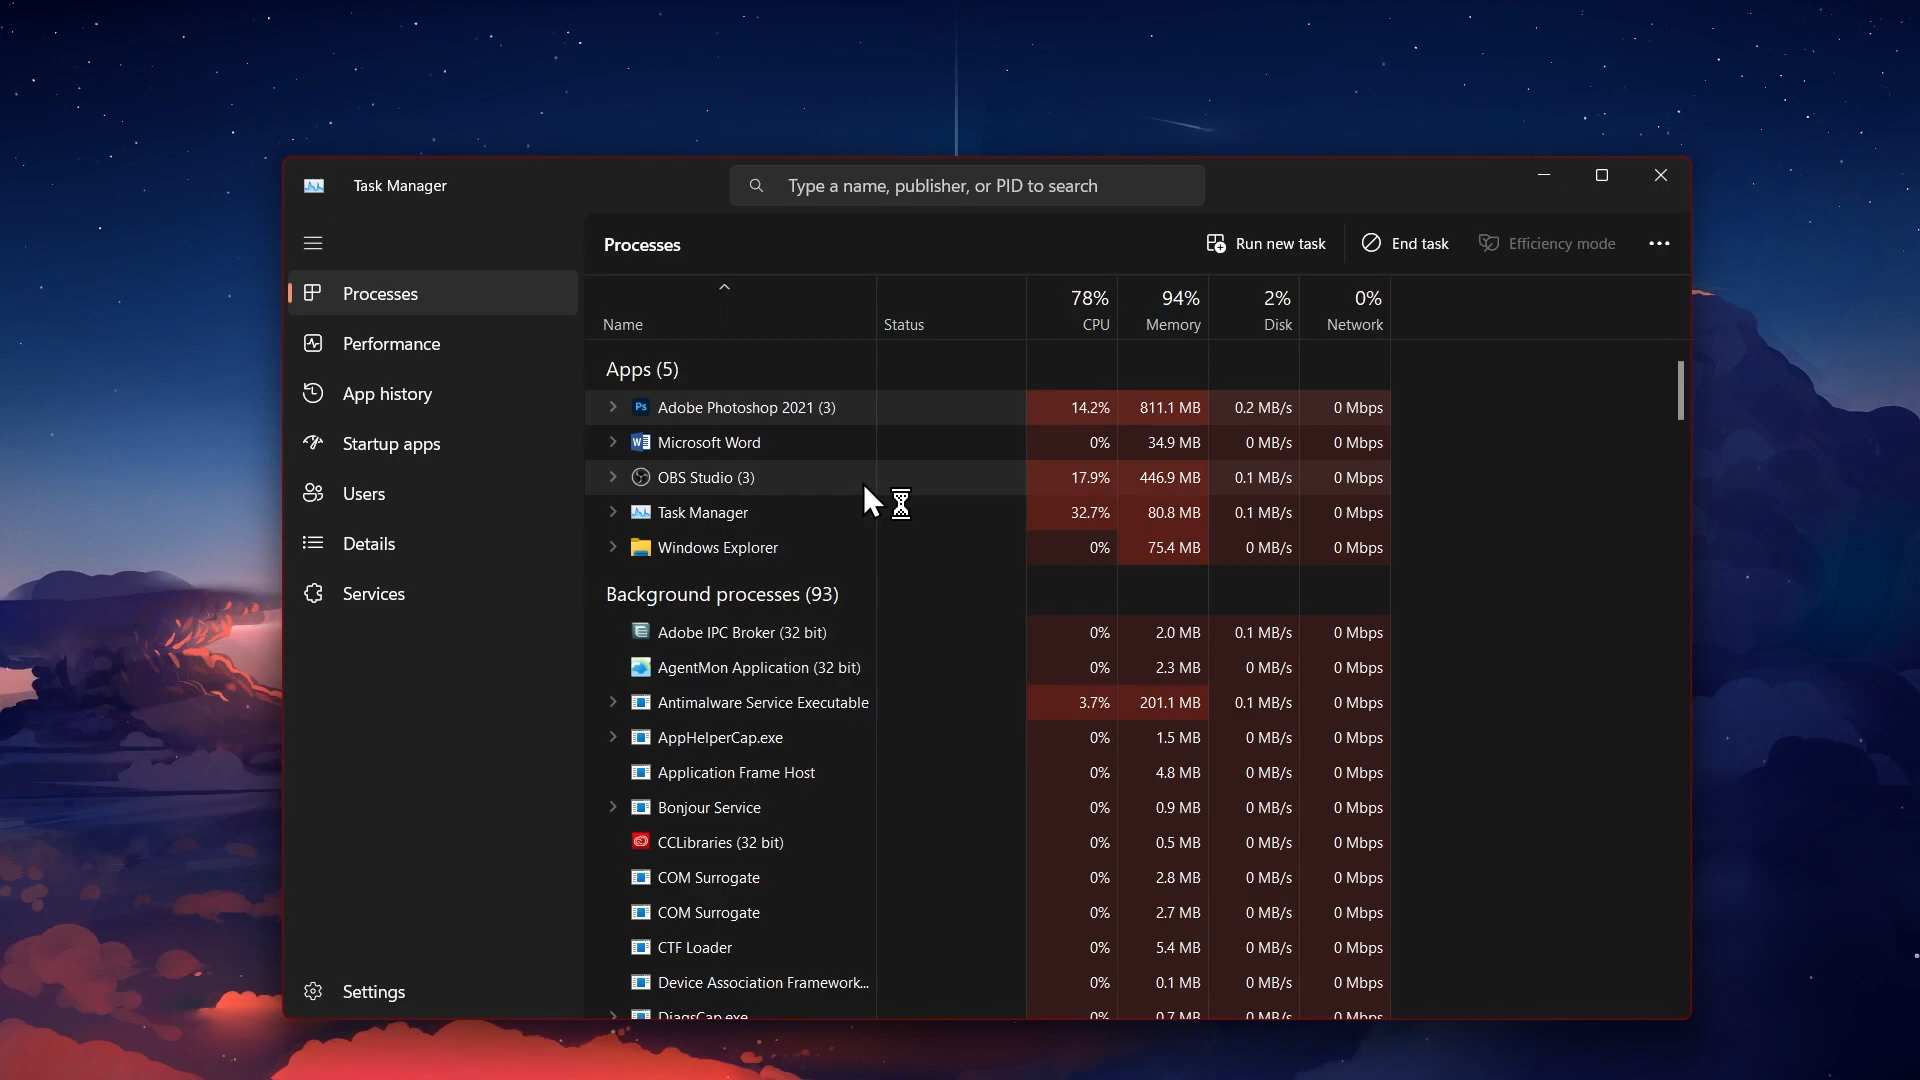 Task Manager
Type a name, publisher, or PID to search
Processes
Run new task
End task
Efficiency mode
Processes
Performance
App history
Startup apps
Users
Details
Services
Settings
78% 94% 2% 0%
Name Status CPU Memory Disk Network
Apps (5)
Ps Adobe Photoshop 2021 (3) 14.2% 811.1 MB 0.2 MB/s 0 Mbps
W Microsoft Word 0% 34.9 MB 0 MB/s 0 Mbps
OBS Studio (3) 17.9% 446.9 MB 0.1 MB/s 0 Mbps
Task Manager 32.7% 80.8 MB 0.1 MB/s 0 Mbps
Windows Explorer 0% 75.4 MB 0 MB/s 0 Mbps
Background processes (93)
Adobe IPC Broker (32 bit) 0% 2.0 MB 0.1 MB/s 0 Mbps
AgentMon Application (32 bit) 0% 2.3 MB 0 MB/s 0 Mbps
Antimalware Service Executable 3.7% 201.1 MB 0.1 MB/s 0 Mbps
AppHelperCap.exe 0% 1.5 MB 0 MB/s 0 Mbps
Application Frame Host 0% 4.8 MB 0 MB/s 0 Mbps
Bonjour Service 0% 0.9 MB 0 MB/s 0 Mbps
CCLibraries (32 bit) 0% 0.5 MB 0 MB/s 0 Mbps
COM Surrogate 0% 2.8 MB 0 MB/s 0 Mbps
COM Surrogate 0% 2.7 MB 0 MB/s 0 Mbps
CTF Loader 0% 5.4 MB 0 MB/s 0 Mbps
Device Association Framework... 0% 0.1 MB 0 MB/s 0 Mbps
DiagsCap.exe 0% 0.7 MB 0 MB/s 0 Mbps